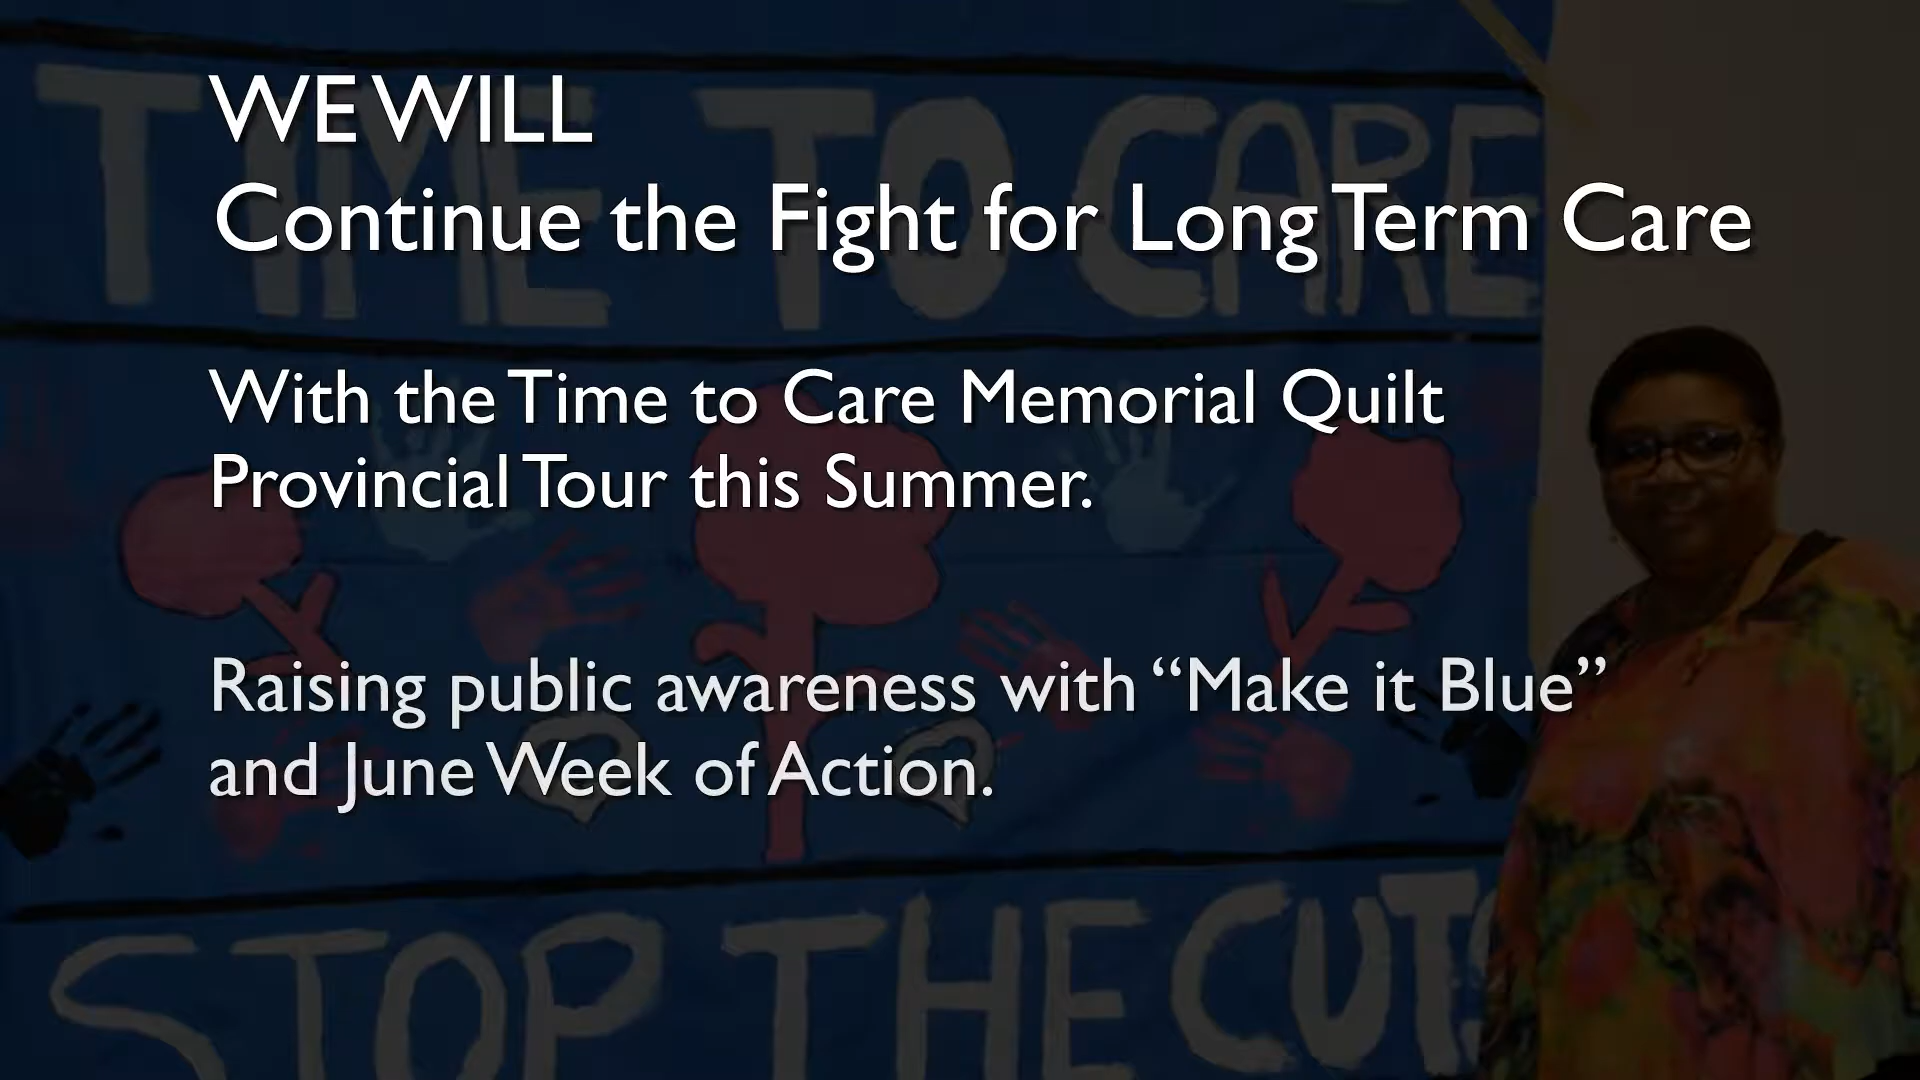 WE WILL
Continue the Fight for Long Term Care
With the Time to Care Memorial Quilt
Provincial Tour this Summer.
Raising public awareness with “Make it Blue”
and June Week of Action.
TIME TO CARE
STOP THE CUTS